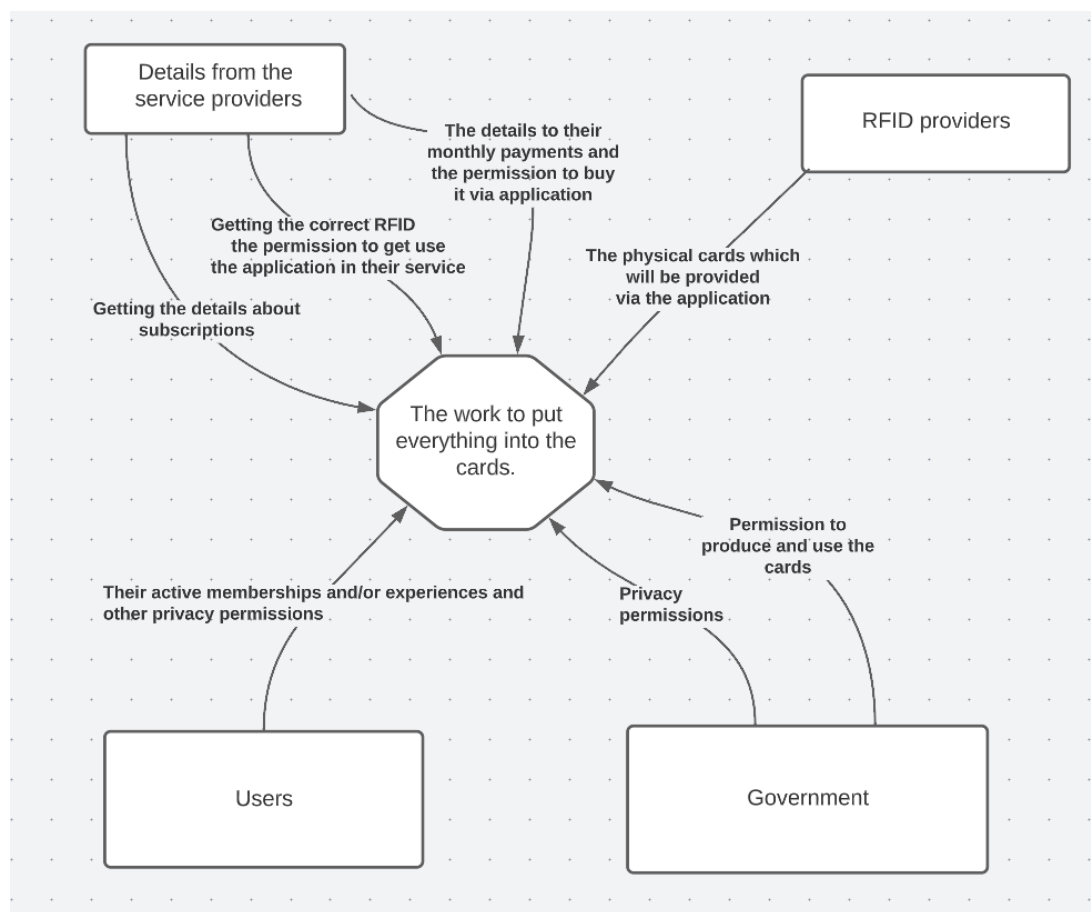 Details from the
service providers
RFID providers
The details to their
monthly payments and
the permission to buy
it via application
Getting the correct RFID
the permission to get use
the application in their service
The physical cards which
will be provided
via the application
Getting the details about
subscriptions
The work to put
everything into the
cards.
Permission to
produce and use the
cards
Their active memberships and/or experiences and
other privacy permissions
Privacy
permissions
Users
Government